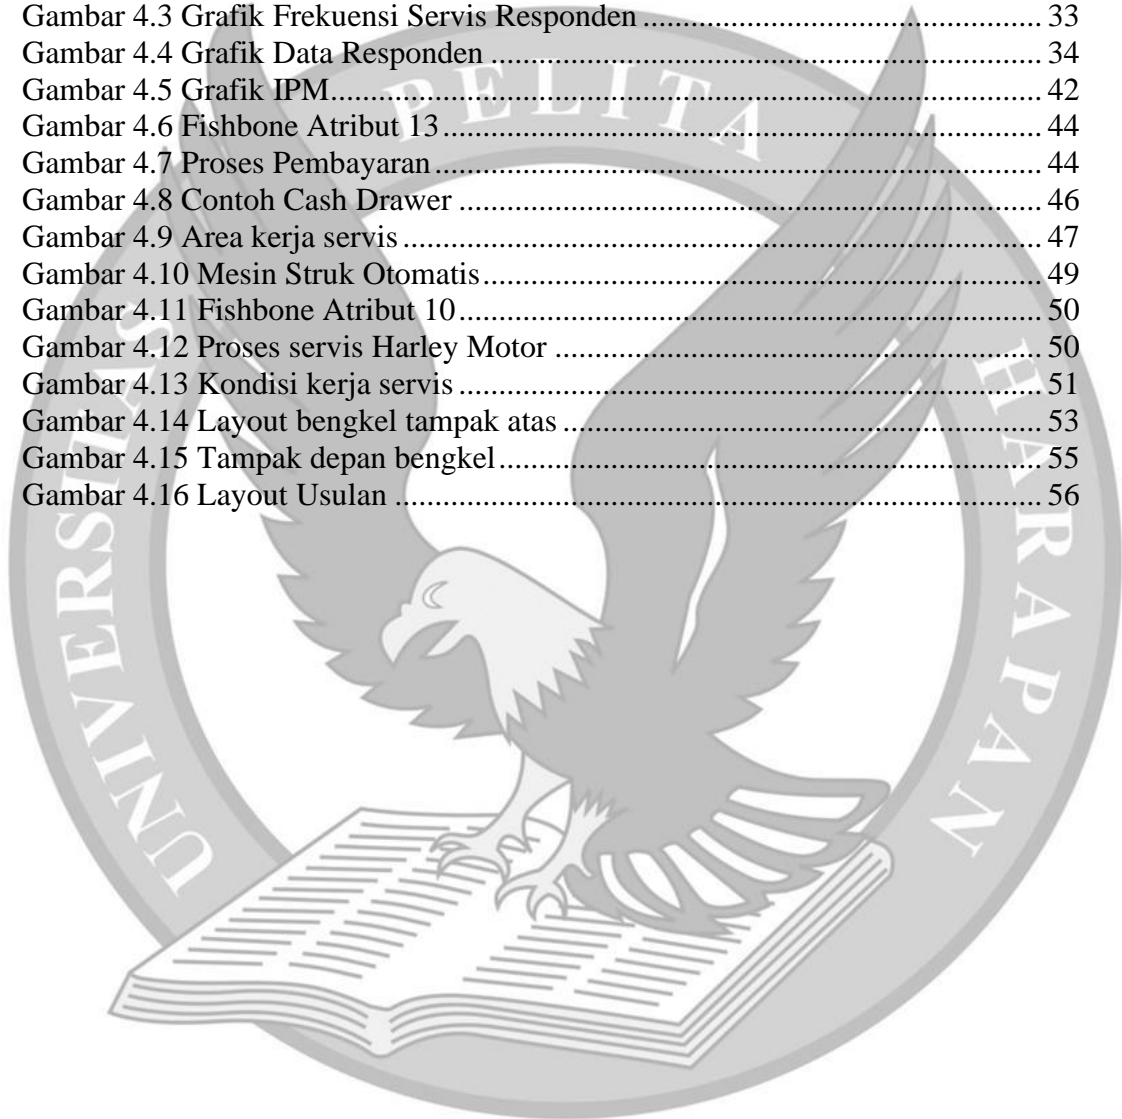 Gambar 4.3 Grafik Frekuensi Servis Responden ................................................ 33
Gambar 4.4 Grafik Data Responden .................................................................. 34
Gambar 4.5 Grafik IPM...................................................................................... 42
Gambar 4.6 Fishbone Atribut 13........................................................................ 44
Gambar 4.7 Proses Pembayaran......................................................................... 44
Gambar 4.8 Contoh Cash Drawer ...................................................................... 46
Gambar 4.9 Area kerja servis............................................................................. 47
Gambar 4.10 Mesin Struk Otomatis................................................................... 49
Gambar 4.11 Fishbone Atribut 10...................................................................... 50
Gambar 4.12 Proses servis Harley Motor .......................................................... 50
Gambar 4.13 Kondisi kerja servis...................................................................... 51
Gambar 4.14 Layout bengkel tampak atas ......................................................... 53
Gambar 4.15 Tampak depan bengkel................................................................. 55
Gambar 4.16 Layout Usulan .............................................................................. 56
UNIVERSITAS PELITA HARAPAN